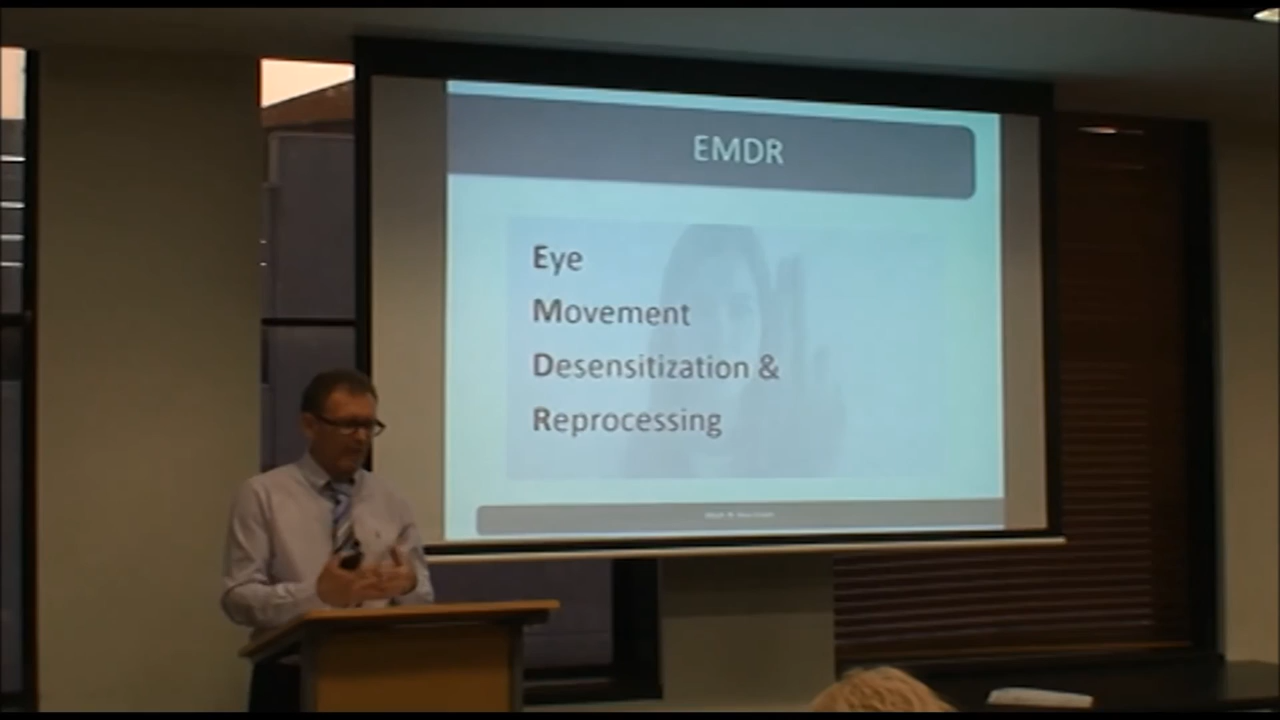 EMDR
Eye
Movement
Desensitization &
Reprocessing